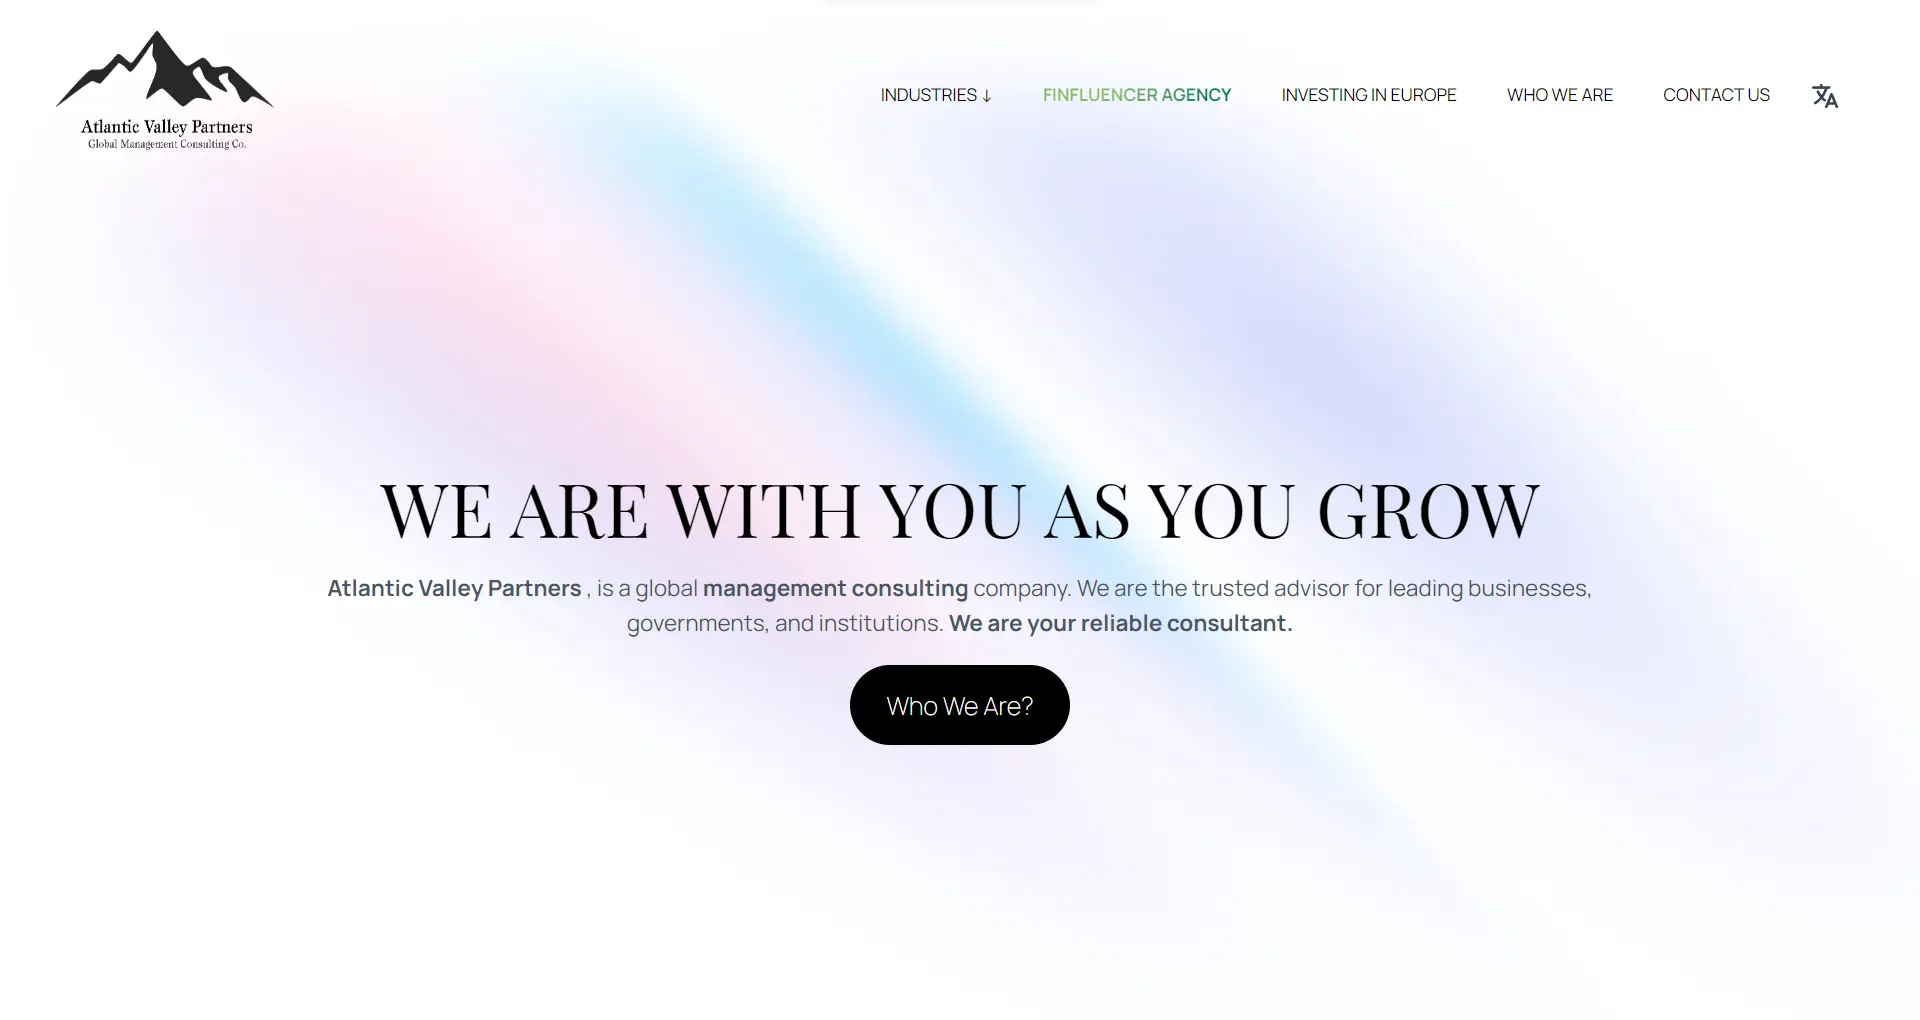 Atlantic Valley Partners
Global Management Consulting Co.
INDUSTRIES ↓
FINFLUENCER AGENCY
INVESTING IN EUROPE
WHO WE ARE
CONTACT US
文A
WE ARE WITH YOU AS YOU GROW
Atlantic Valley Partners , is a global management consulting company. We are the trusted advisor for leading businesses,
governments, and institutions. We are your reliable consultant.
Who We Are?